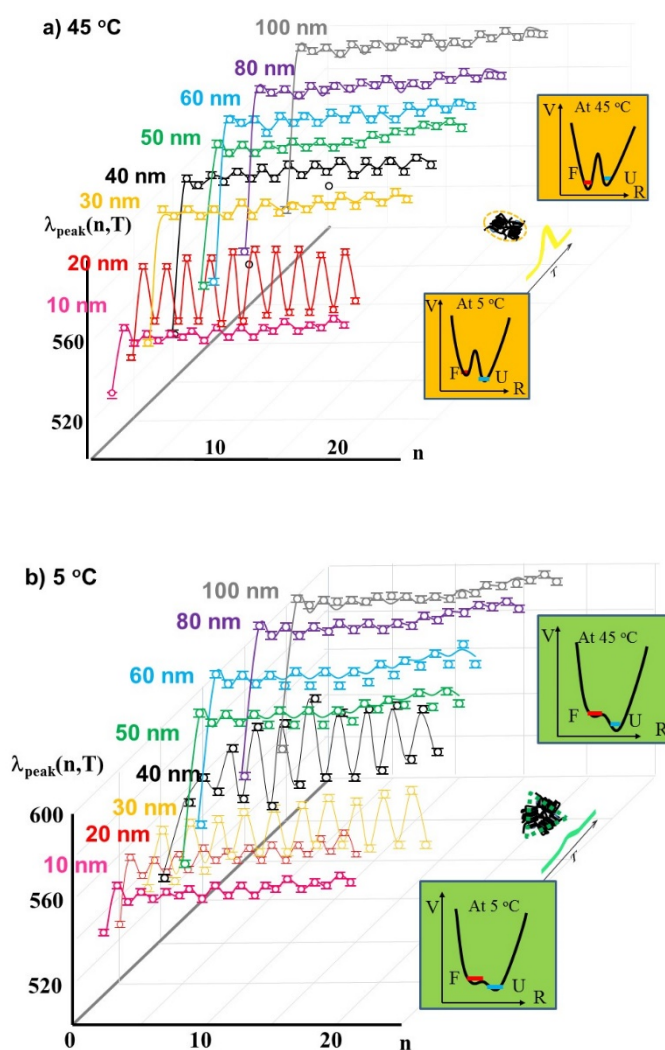 a) 45 °C
100 nm
80 nm
60 nm
50 nm
40 nm
30 nm
λpeak(n,T)
20 nm
10 nm
560
520
10
20
n
V
At 45 °C
F
U
R
τ
V
At 5 °C
F
U
R
b) 5 °C
100 nm
80 nm
60 nm
50 nm
λpeak(n,T)
40 nm
600
30 nm
20 nm
10 nm
560
520
0
10
20
n
V
At 45 °C
F
U
R
τ
V
At 5 °C
F
U
R